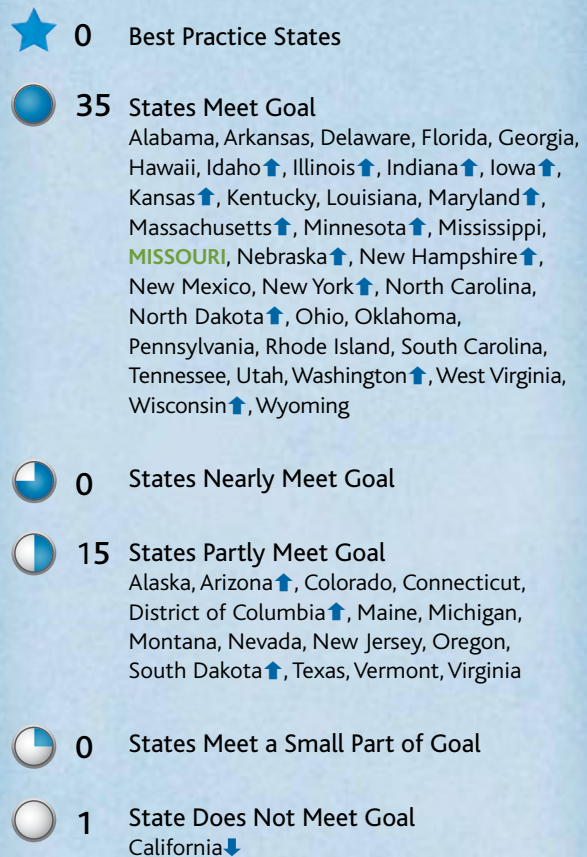 0 Best Practice States
35 States Meet Goal
Alabama, Arkansas, Delaware, Florida, Georgia,
Hawaii, Idaho⬆, Illinois⬆, Indiana⬆, Iowa⬆,
Kansas⬆, Kentucky, Louisiana, Maryland⬆,
Massachusetts⬆, Minnesota⬆, Mississippi,
MISSOURI, Nebraska⬆, New Hampshire⬆,
New Mexico, New York⬆, North Carolina,
North Dakota⬆, Ohio, Oklahoma,
Pennsylvania, Rhode Island, South Carolina,
Tennessee, Utah, Washington⬆, West Virginia,
Wisconsin⬆, Wyoming
0 States Nearly Meet Goal
15 States Partly Meet Goal
Alaska, Arizona⬆, Colorado, Connecticut,
District of Columbia⬆, Maine, Michigan,
Montana, Nevada, New Jersey, Oregon,
South Dakota⬆, Texas, Vermont, Virginia
0 States Meet a Small Part of Goal
1 State Does Not Meet Goal
California⬇